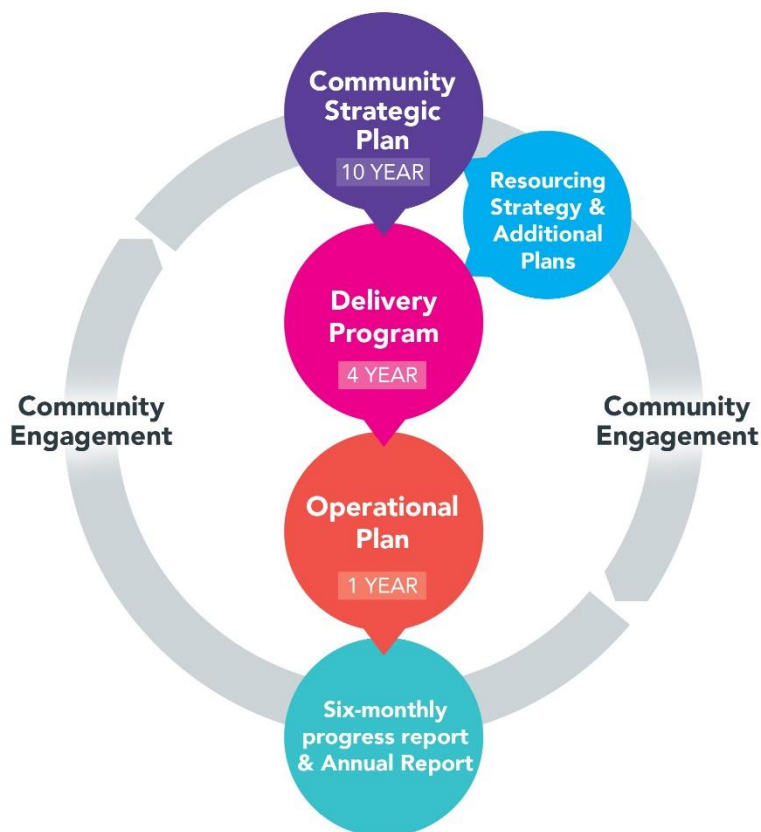 Community
Strategic
Plan
10 YEAR
Resourcing
Strategy &
Additional
Plans
Delivery
Program
4 YEAR
Community
Engagement
Community
Engagement
Operational
Plan
1 YEAR
Six-monthly
progress report
& Annual Report